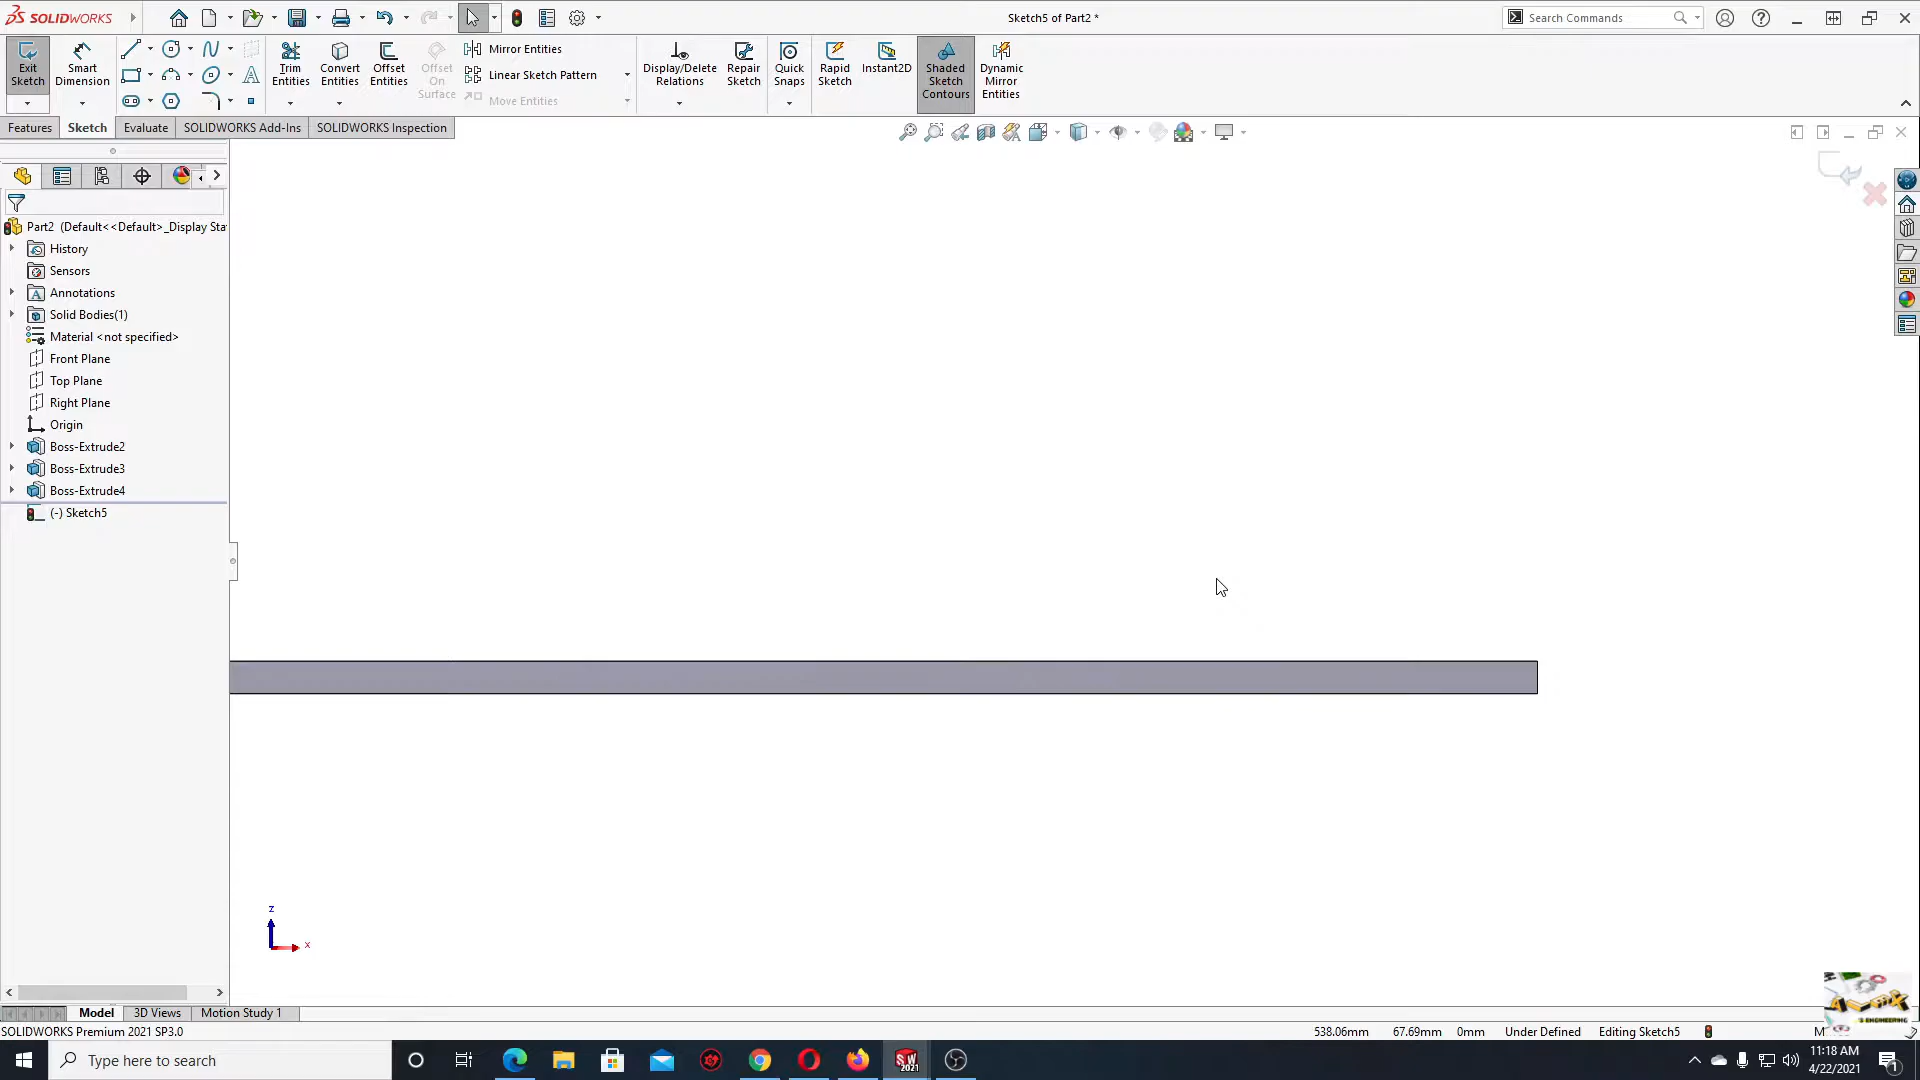 SOLIDWORKS
Sketch5 of Part2 *
Search Commands
Exit
Sketch
Smart
Dimension
Trim
Entities
Convert
Entities
Offset
Entities
Offset
On
Surface
Mirror Entities
Linear Sketch Pattern
Move Entities
Display/Delete
Relations
Repair
Sketch
Quick
Snaps
Rapid
Sketch
Instant2D
Shaded
Sketch
Contours
Dynamic
Mirror
Entities
Features
Sketch
Evaluate
SOLIDWORKS Add-Ins
SOLIDWORKS Inspection
Part2 (Default<<Default>_Display Sta
History
Sensors
Annotations
Solid Bodies(1)
Material <not specified>
Front Plane
Top Plane
Right Plane
Origin
Boss-Extrude2
Boss-Extrude3
Boss-Extrude4
(-) Sketch5
z
x
Model
3D Views
Motion Study 1
SOLIDWORKS Premium 2021 SP3.0
538.06mm
67.69mm
0mm
Under Defined
Editing Sketch5
Type here to search
11:18 AM
4/22/2021